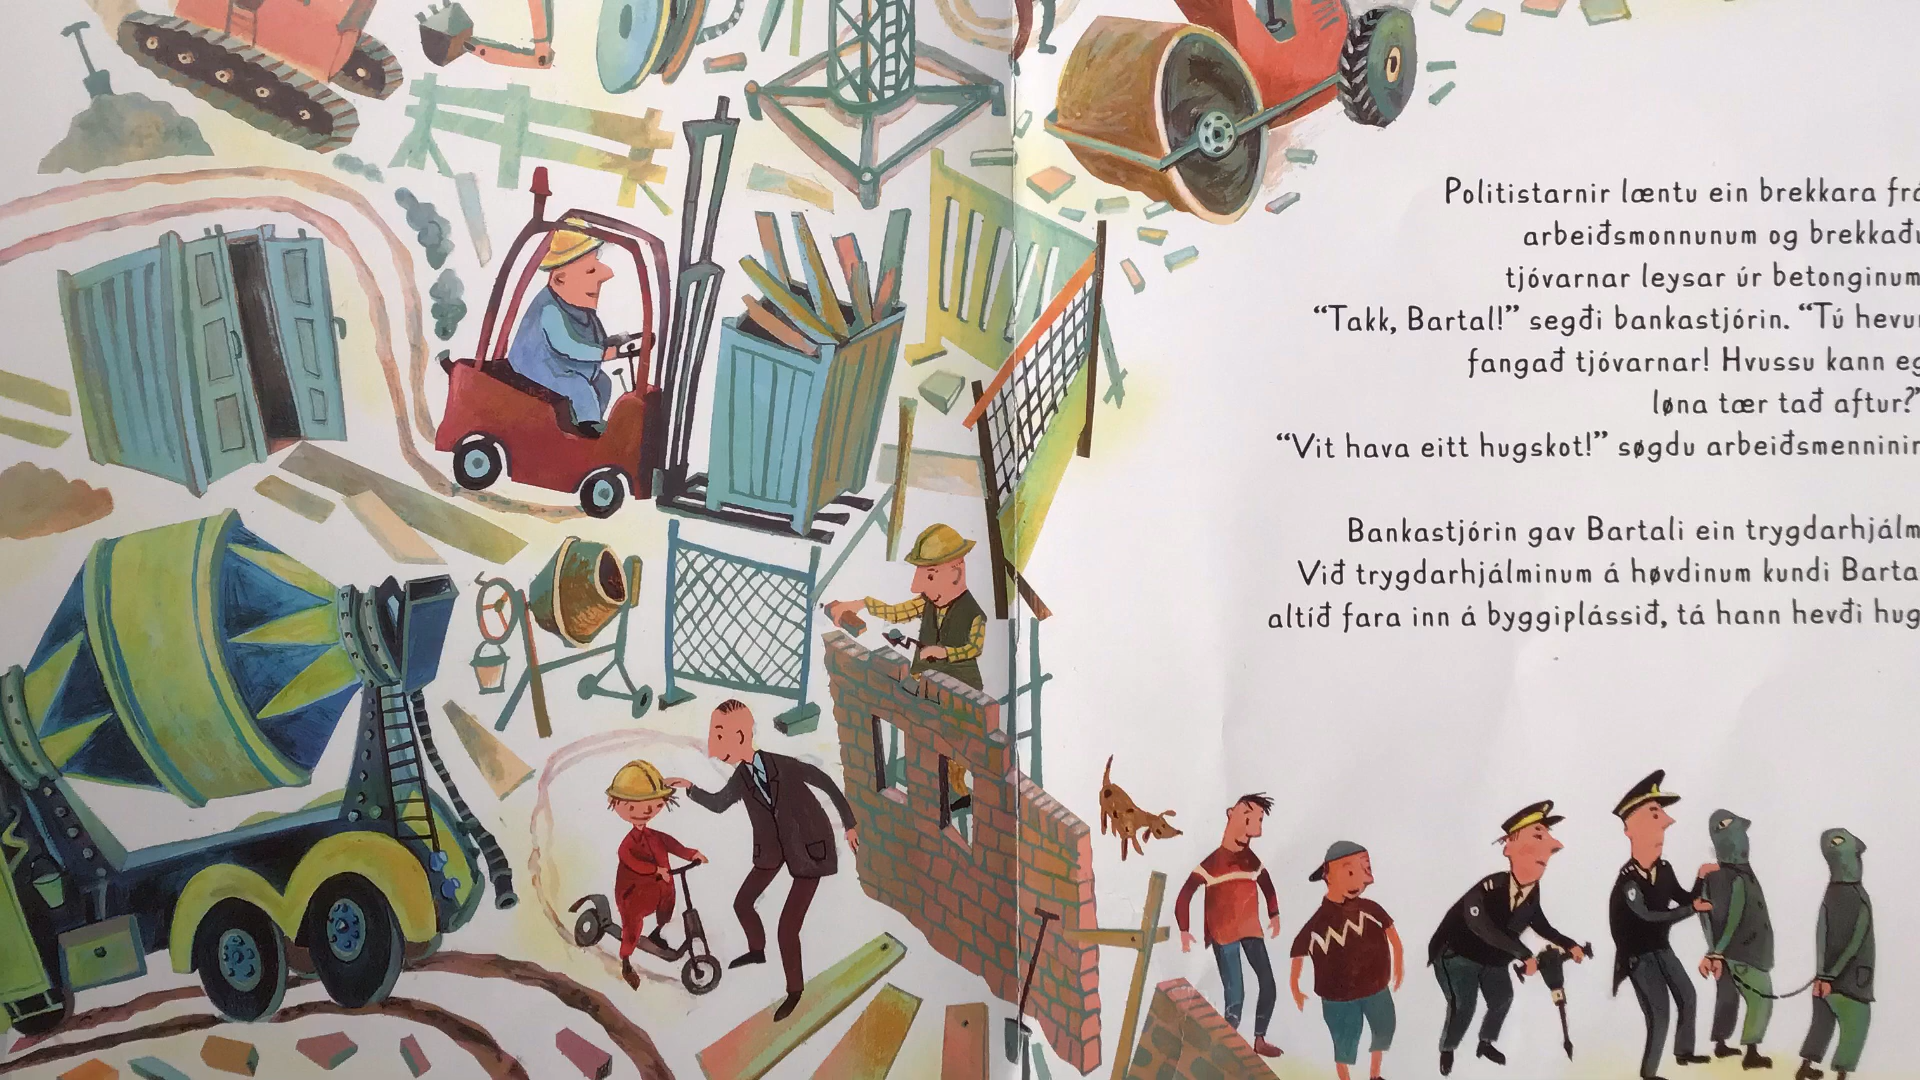 Politistarnir læntu ein brekkara frá
arbeiðsmonnunum og brekkaðu
tjóvarnar leysar úr betonginum
“Takk, Bartal!” segði bankastjórin. “Tú hevur
fangað tjóvarnar! Hvussu kann eg
løna tær tað aftur?”
“Vit hava eitt hugskot!” søgdu arbeiðsmenninir
Bankastjórin gav Bartali ein trygdarhjálm
Við trygdarhjálminum á høvdinum kundi Barta
altíð fara inn á byggiplássið, tá hann hevði hug